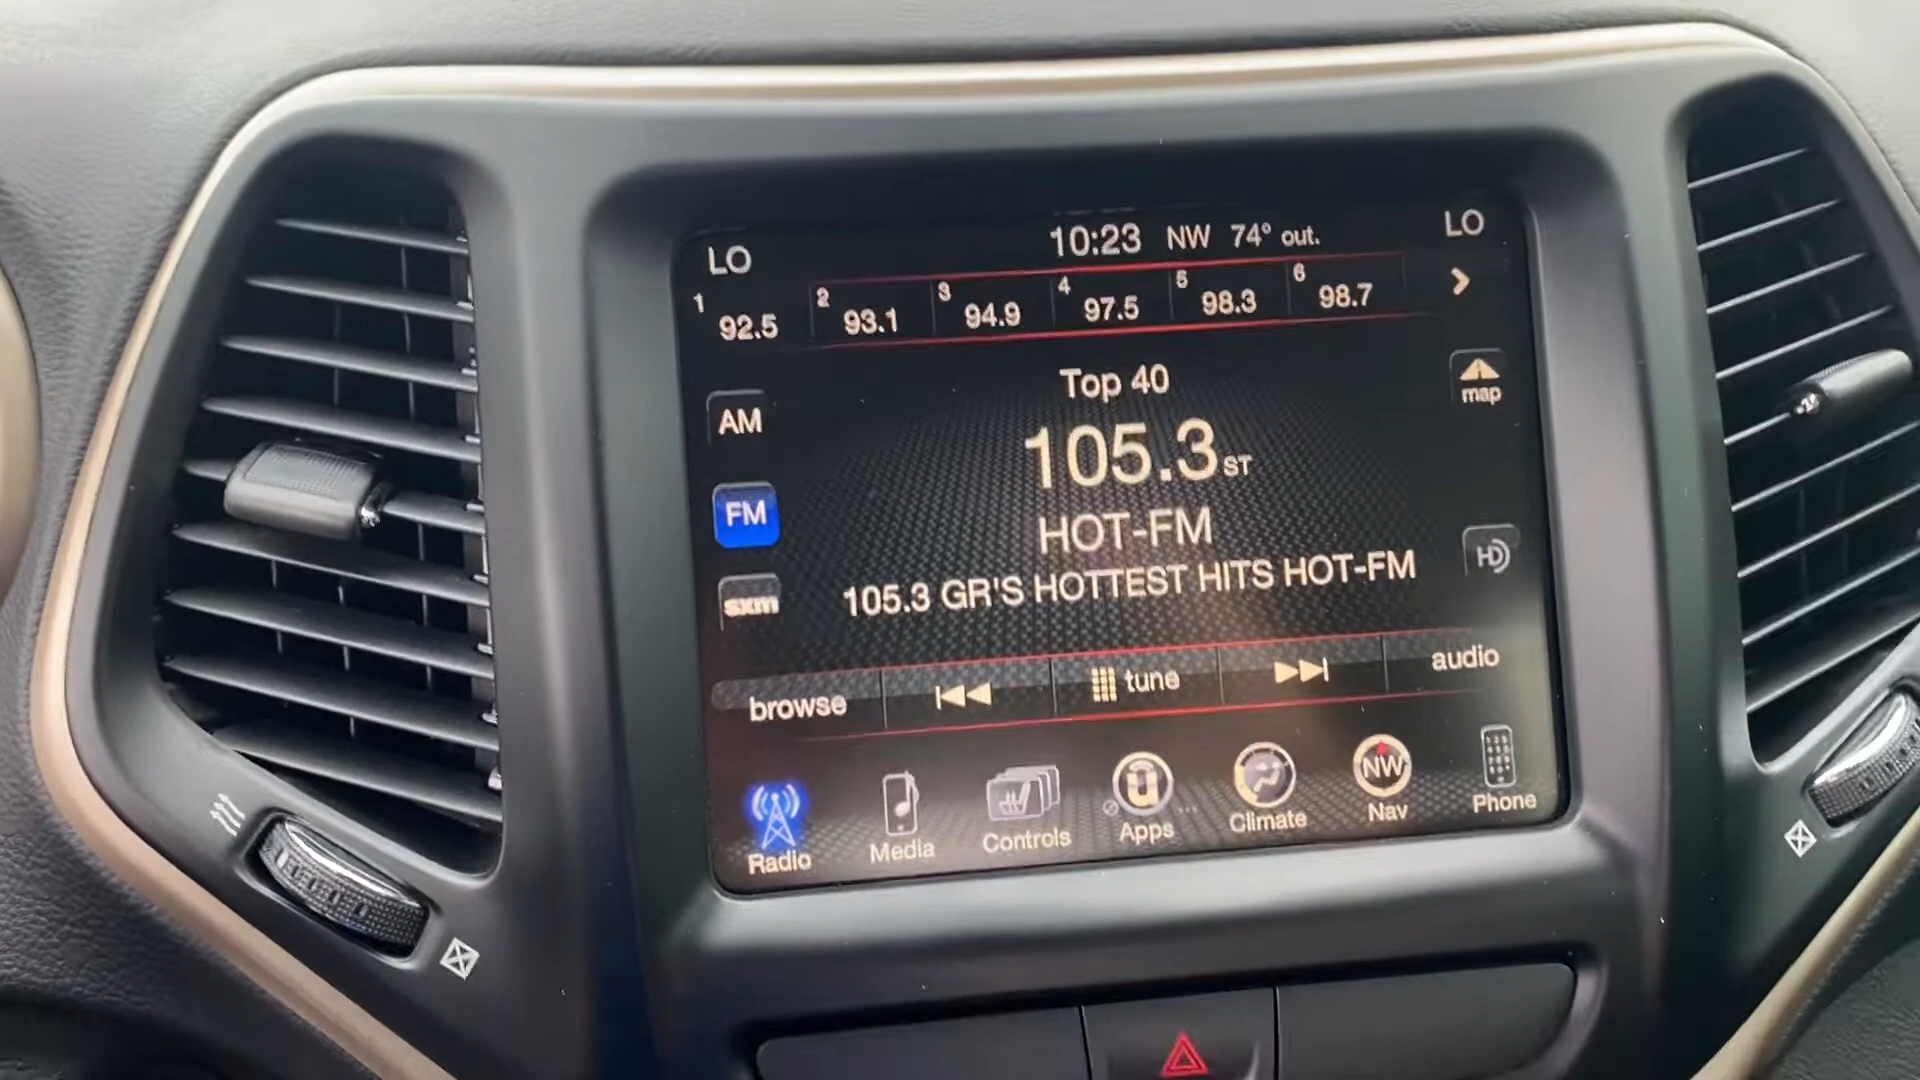 LO 10:23 NW 74° out. LO
1 92.5 2 93.1 3 94.9 4 97.5 5 98.3 6 98.7
Top 40
map
AM
105.3 ST
FM
HOT-FM
HD
105.3 GR'S HOTTEST HITS HOT-FM
sxm
browse tune audio
Radio Media Controls Apps Climate NW Nav Phone